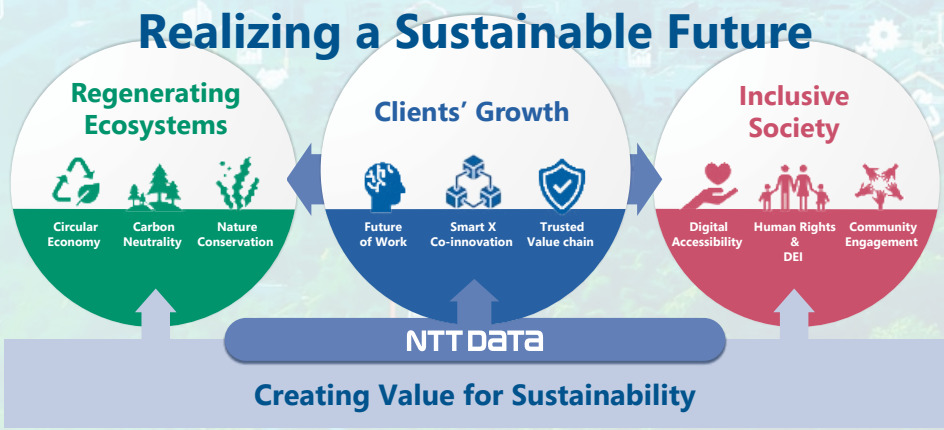 Realizing a Sustainable Future
Regenerating
Ecosystems
Circular
Economy
Carbon
Neutrality
Nature
Conservation
Clients’ Growth
Future
of Work
Smart X
Co-innovation
Trusted
Value chain
Inclusive
Society
Digital
Accessibility
Human Rights
&
DEI
Community
Engagement
NTT DATA
Creating Value for Sustainability